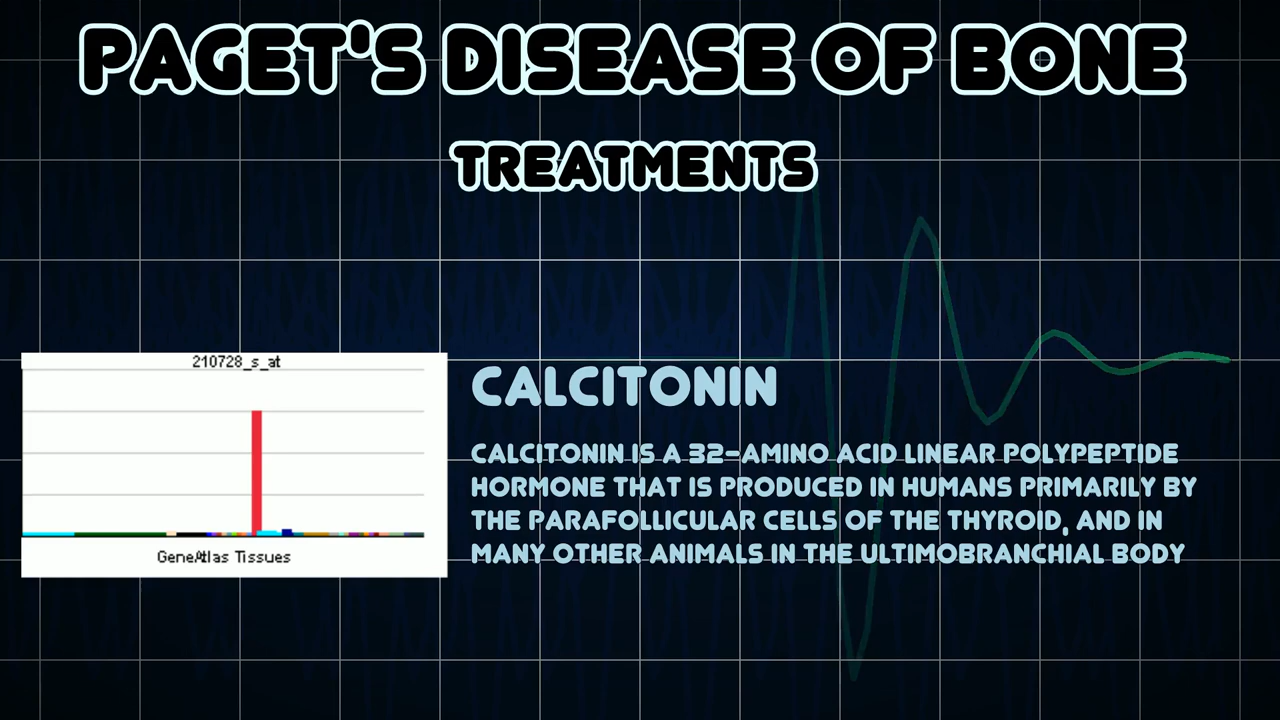 PAGET'S DISEASE OF BONE
TREATMENTS
210728_s_at
GeneAtlas Tissues
CALCITONIN
CALCITONIN IS A 32-AMINO ACID LINEAR POLYPEPTIDE
HORMONE THAT IS PRODUCED IN HUMANS PRIMARILY BY
THE PARAFOLLICULAR CELLS OF THE THYROID, AND IN
MANY OTHER ANIMALS IN THE ULTIMOBRANCHIAL BODY